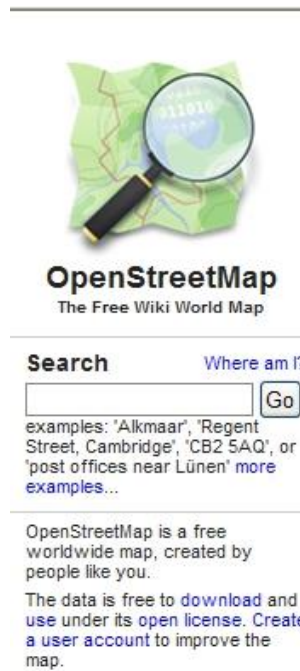 011010
OpenStreetMap
The Free Wiki World Map
Search Where am I?
Go
examples: 'Alkmaar', 'Regent
Street, Cambridge', 'CB2 5AQ', or
'post offices near Lünen' more
examples...
OpenStreetMap is a free
worldwide map, created by
people like you.
The data is free to download and
use under its open license. Create
a user account to improve the
map.